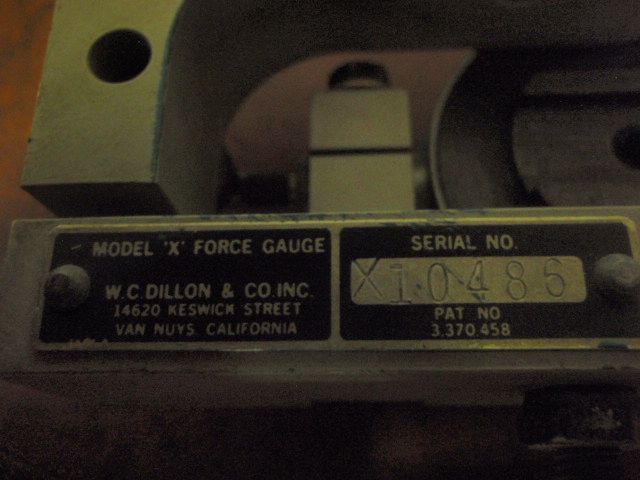 MODEL 'X' FORCE GAUGE
W.C. DILLON & CO. INC.
14620 KESWICK STREET
VAN NUYS, CALIFORNIA
SERIAL NO.
X10486
PAT NO
3.370.458